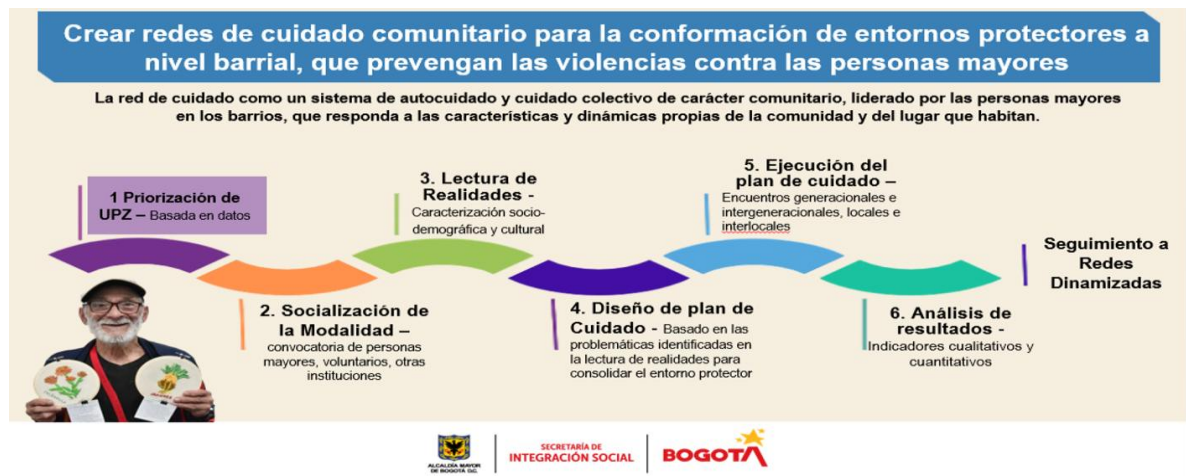 Crear redes de cuidado comunitario para la conformación de entornos protectores a
nivel barrial, que prevengan las violencias contra las personas mayores
La red de cuidado como un sistema de autocuidado y cuidado colectivo de carácter comunitario, liderado por las personas mayores
en los barrios, que responda a las características y dinámicas propias de la comunidad y del lugar que habitan.
1 Priorización de
UPZ – Basada en datos
2. Socialización de
la Modalidad –
convocatoria de personas
mayores, voluntarios, otras
instituciones
3. Lectura de
Realidades -
Caracterización socio-
demográfica y cultural
4. Diseño de plan de
Cuidado - Basado en las
problemáticas identificadas en
la lectura de realidades para
consolidar el entorno protector
5. Ejecución del
plan de cuidado –
Encuentros generacionales e
intergeneracionales, locales e
interlocales
6. Análisis de
resultados -
Indicadores cualitativos y
cuantitativos
Seguimiento a
Redes
Dinamizadas
ALCALDÍA MAYOR
DE BOGOTÁ D.C.
SECRETARÍA DE
INTEGRACIÓN SOCIAL
BOGOTÁ